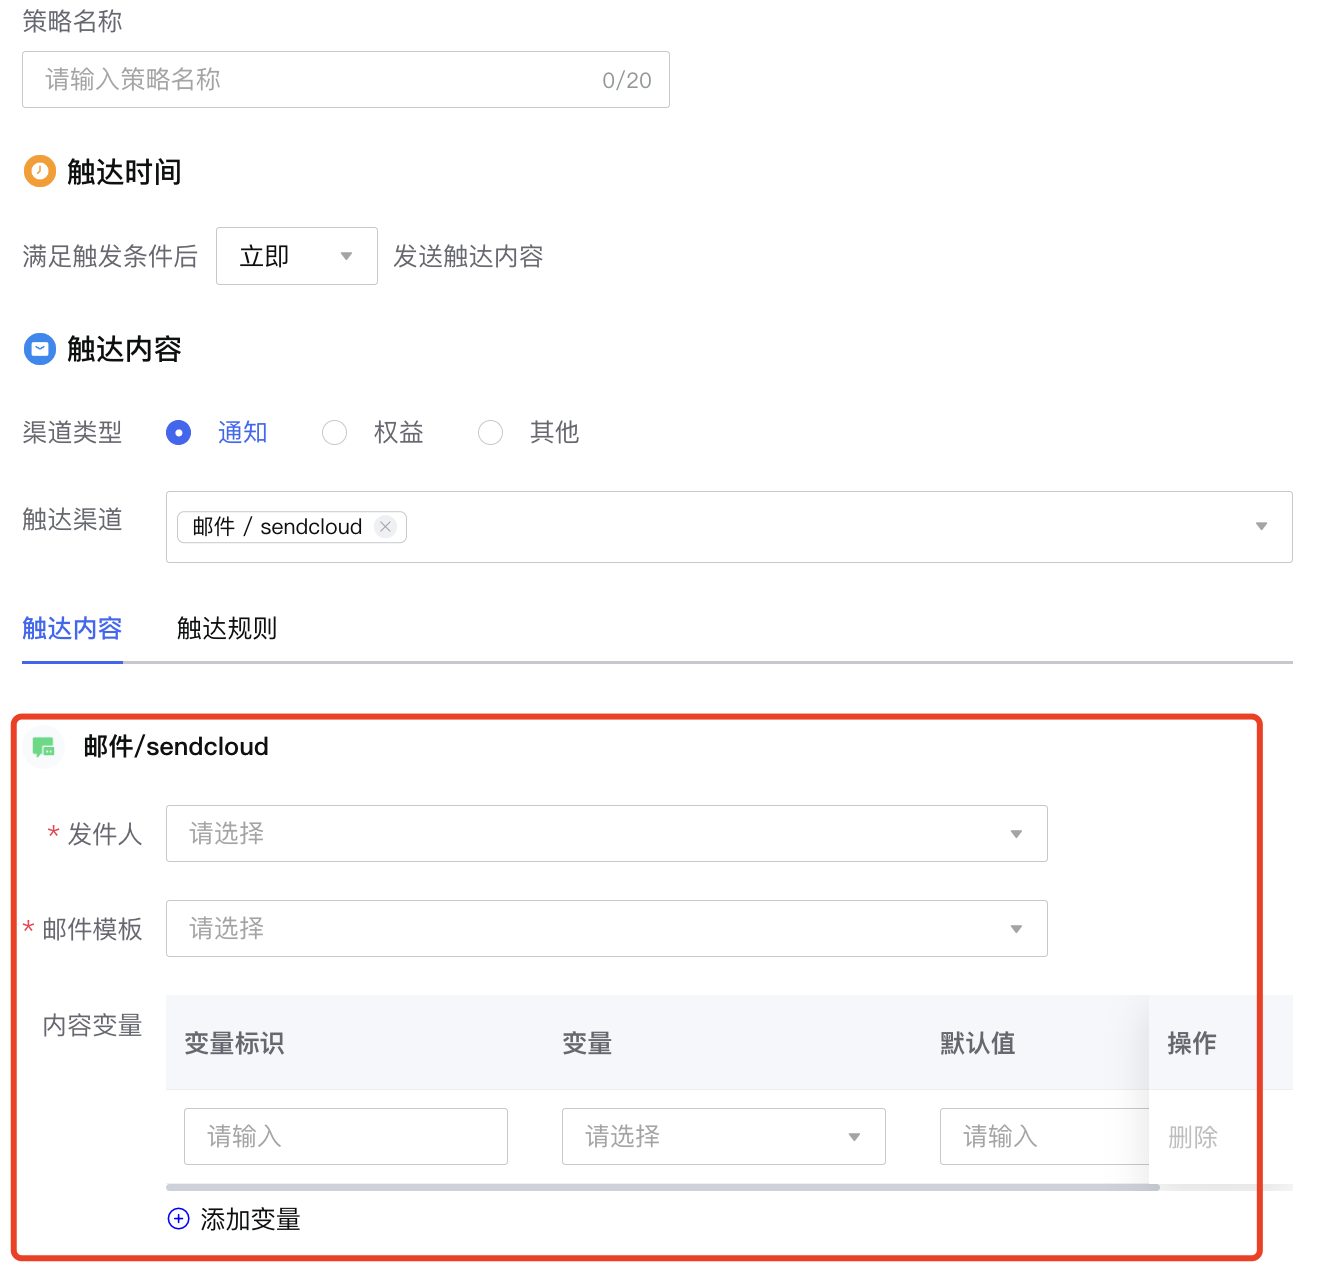 策略名称
请输入策略名称 0/20
触达时间
满足触发条件后 立即 发送触达内容
触达内容
渠道类型 通知 权益 其他
触达渠道 邮件 / sendcloud
触达内容 触达规则
邮件/sendcloud
* 发件人 请选择
* 邮件模板 请选择
内容变量 变量标识 变量 默认值 操作
请输入 请选择 请输入 删除
添加变量